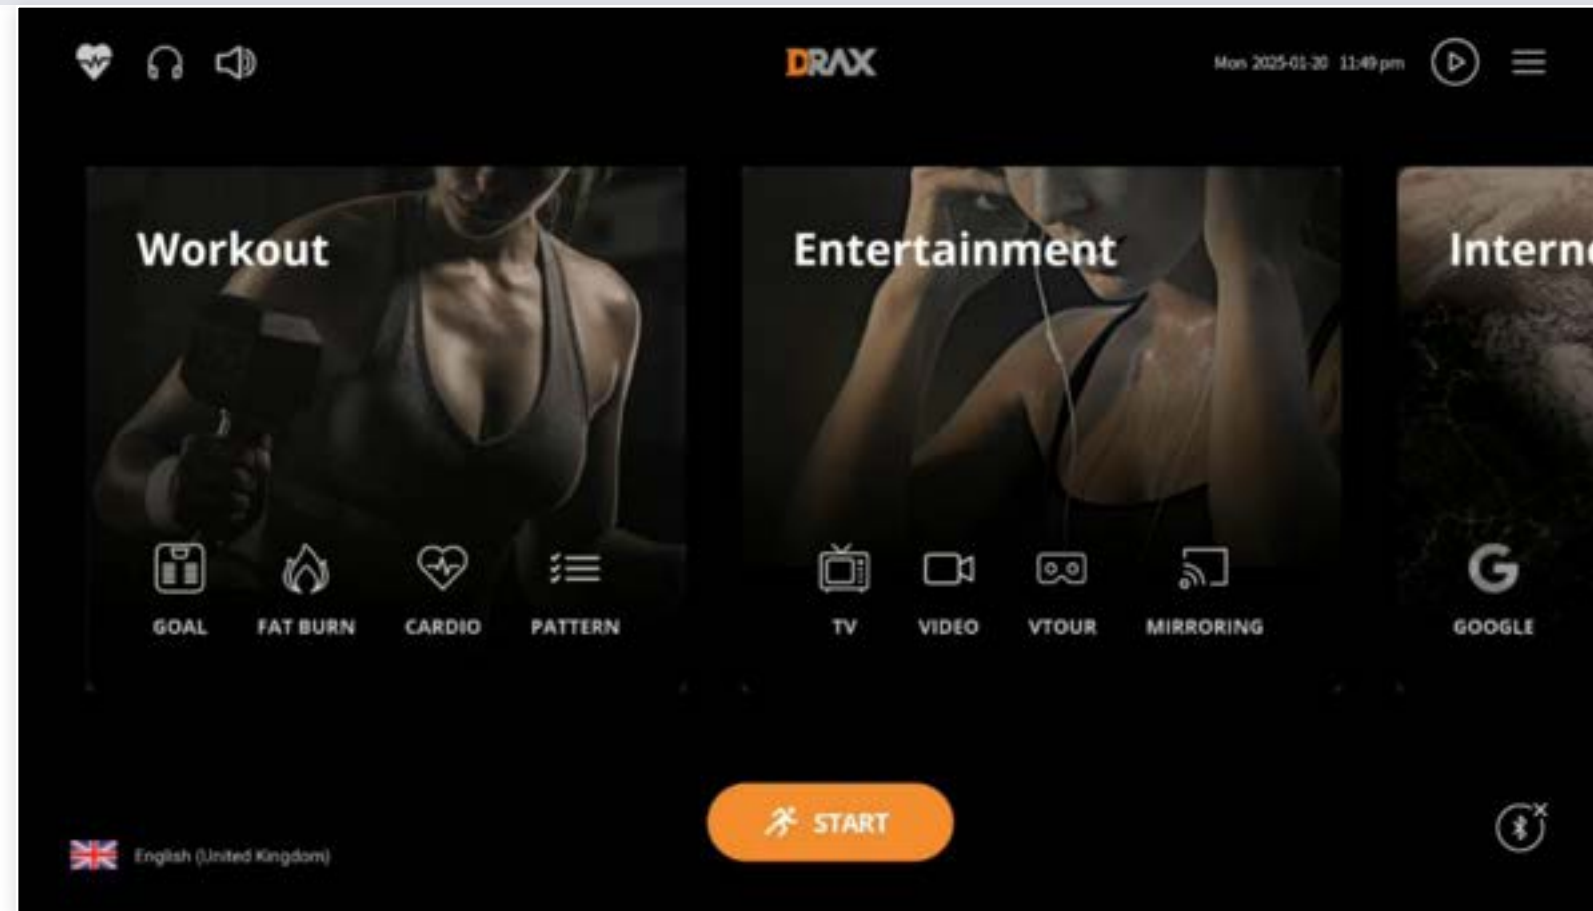 DRAX
Mon 2025-01-20 11:49 pm
Workout
Entertainment
Intern
GOAL FAT BURN CARDIO PATTERN
TV VIDEO VTOUR MIRRORING
GOOGLE
START
English (United Kingdom)